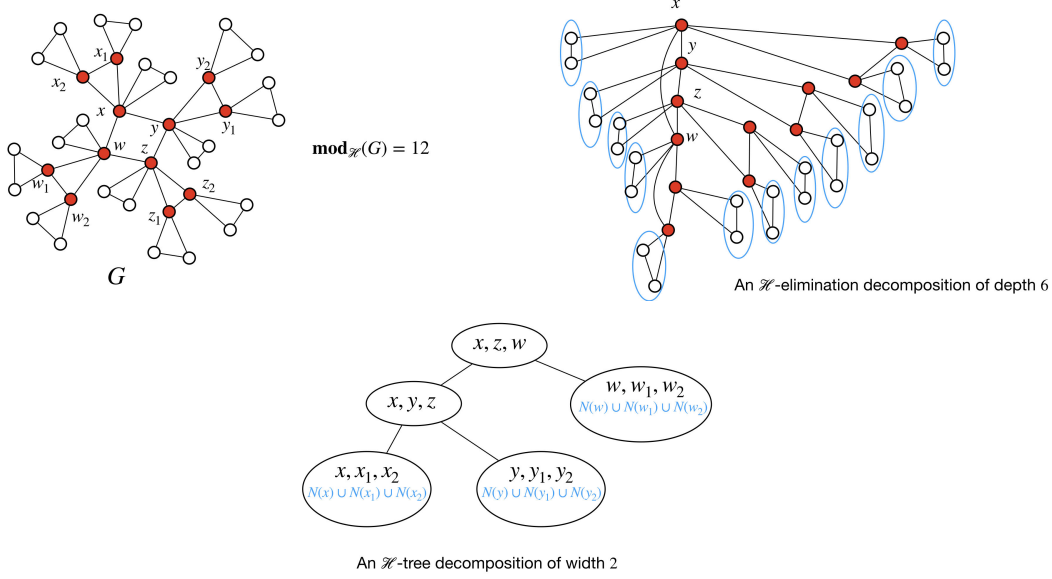 x₁
x₂
x
y₂
y₁
y
w
z
w₁
w₂
z₂
z₁
G
mod_ℋ(G) = 12
x
y
z
w
An ℋ-elimination decomposition of depth 6
x, z, w
x, y, z
w, w₁, w₂
N(w) ∪ N(w₁) ∪ N(w₂)
x, x₁, x₂
N(x) ∪ N(x₁) ∪ N(x₂)
y, y₁, y₂
N(y) ∪ N(y₁) ∪ N(y₂)
An ℋ-tree decomposition of width 2